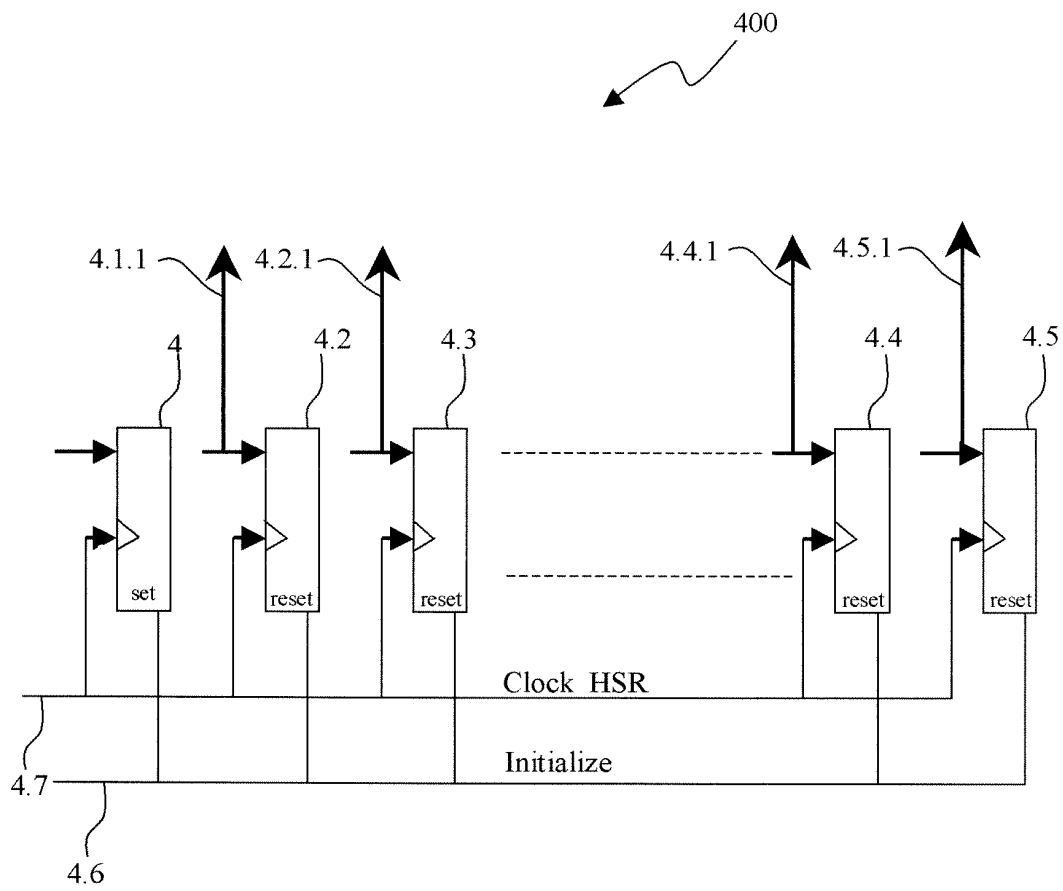 400
4.1.1
4.2.1
4.4.1
4.5.1
4
4.2
4.3
4.4
4.5
set
reset
reset
reset
reset
Clock HSR
Initialize
4.7
4.6